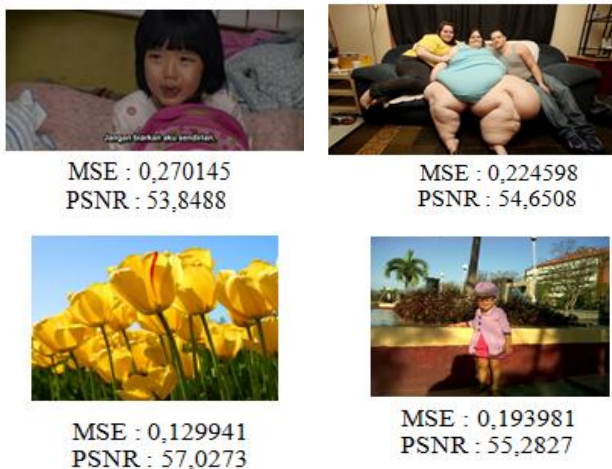 Jangan biarkan aku sendirian.
MSE : 0,270145
PSNR : 53,8488
MSE : 0,224598
PSNR : 54,6508
MSE : 0,129941
PSNR : 57,0273
MSE : 0,193981
PSNR : 55,2827